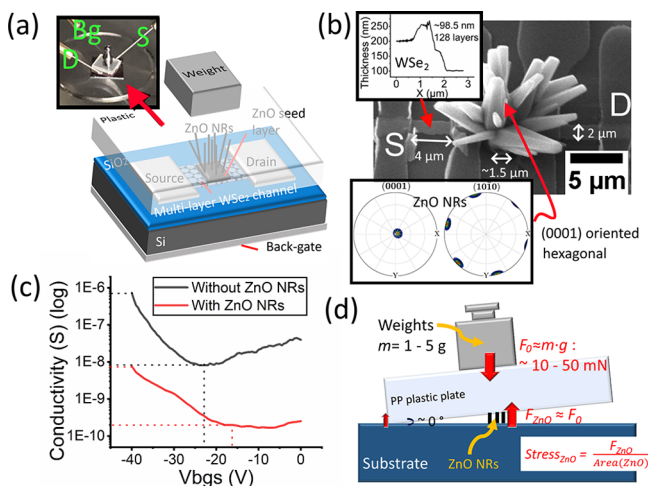 (a)
Bg
S
D
Weight
Plastic
ZnO NRs
ZnO seed
layer
SiO₂
Source
Drain
Multi-layer WSe₂ channel
Si
Back-gate
(b)
Thickness(nm)
250
200
150
100
~98.5 nm
128 layers
WSe₂
0 1 2 3
X (µm)
S
D
4 µm
2 µm
~1.5 µm
5 µm
ZnO NRs
(0001)
(1010)
X
Y
X
Y
(0001) oriented
hexagonal
(c)
Conductivity (S) (log)
1E-6
1E-7
1E-8
1E-9
1E-10
Without ZnO NRs
With ZnO NRs
-40 -30 -20 -10 0
Vbgs (V)
(d)
Weights
m= 1 - 5 g
F₀≈m·g :
~ 10 - 50 mN
PP plastic plate
~ 0 °
F_ZnO ≈ F₀
ZnO NRs
Substrate
Stress_ZnO = F_ZnO / Area(ZnO)